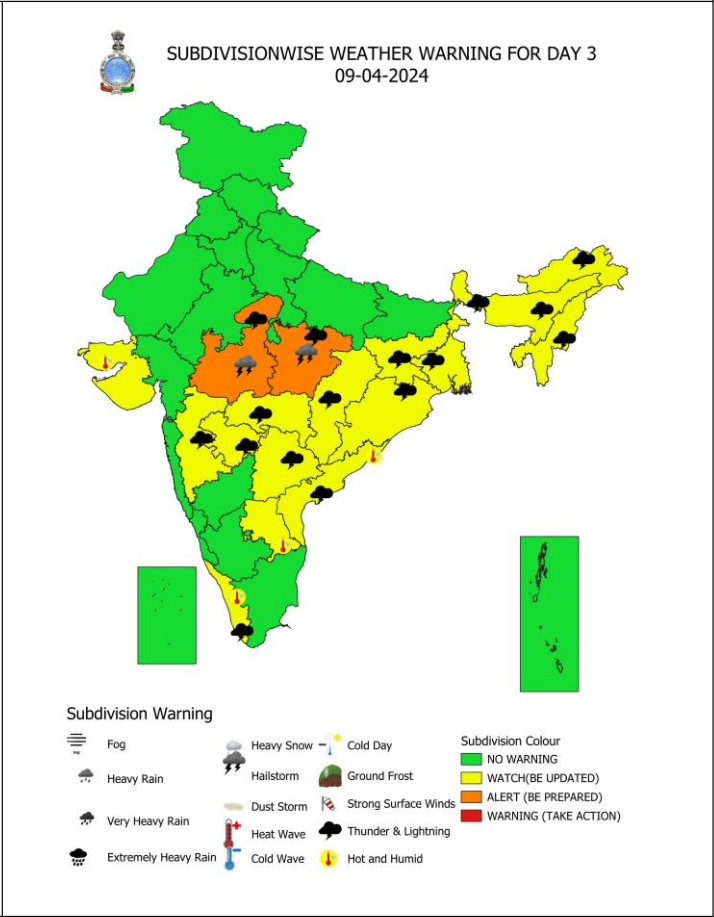 SUBDIVISIONWISE WEATHER WARNING FOR DAY 3
09-04-2024
Subdivision Warning
Fog
Heavy Rain
Very Heavy Rain
Extremely Heavy Rain
Heavy Snow
Hailstorm
Dust Storm
Heat Wave
Cold Wave
Cold Day
Ground Frost
Strong Surface Winds
Thunder & Lightning
Hot and Humid
Subdivision Colour
NO WARNING
WATCH(BE UPDATED)
ALERT (BE PREPARED)
WARNING (TAKE ACTION)